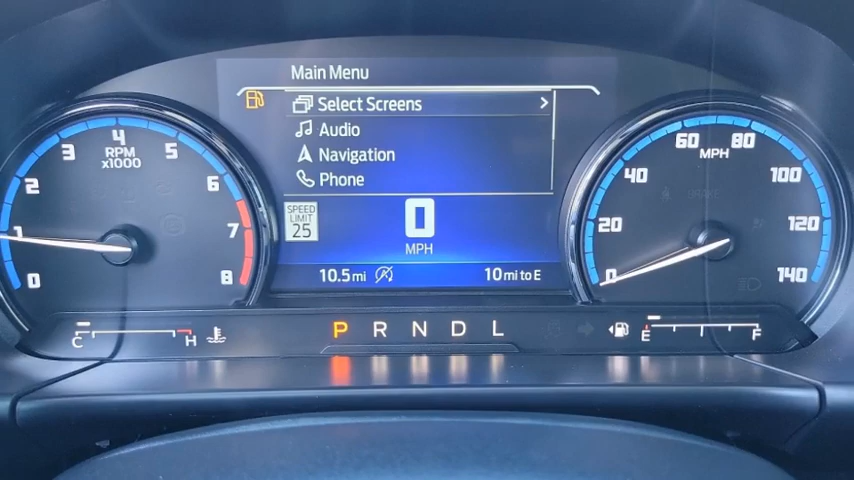 Main Menu
Select Screens
Audio
Navigation
Phone
SPEED
LIMIT
25
0
MPH
10.5 mi
10 mi to E
0
1
2
3
4
5
6
7
8
RPM
x1000
0
20
40
60
80
100
120
140
MPH
BRAKE
C H
P R N D L
E F